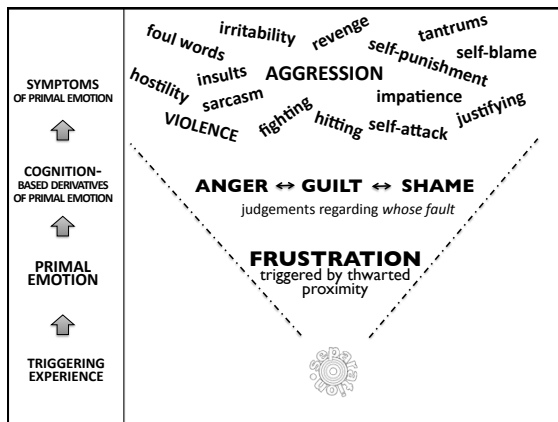 foul words
irritability
revenge
tantrums
self-punishment
self-blame
hostility
insults
AGGRESSION
sarcasm
impatience
VIOLENCE
fighting
hitting
self-attack
justifying
SYMPTOMS
OF PRIMAL EMOTION
COGNITION-
BASED DERIVATIVES
OF PRIMAL EMOTION
ANGER ↔ GUILT ↔ SHAME
judgements regarding whose fault
PRIMAL
EMOTION
FRUSTRATION
triggered by thwarted
proximity
TRIGGERING
EXPERIENCE
separation